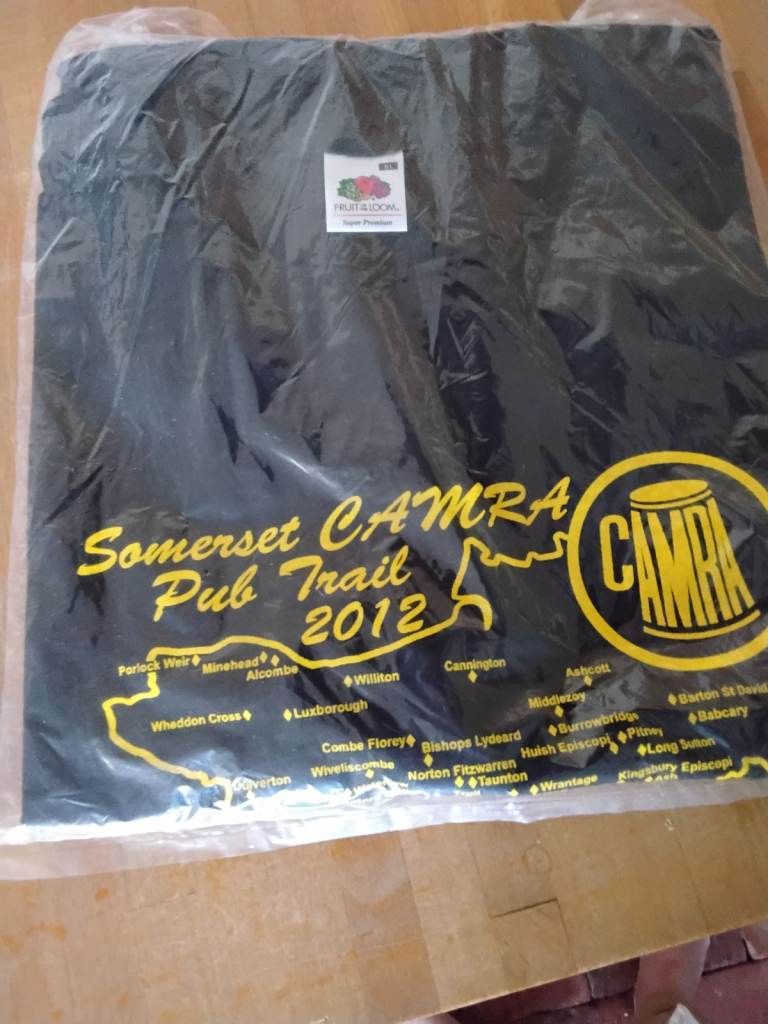 FRUIT OF THE LOOM
Super Premium
Somerset CAMRA
Pub Trail
2012
CAMRA
Porlock Weir
Minehead
Alcombe
Williton
Cannington
Ashcott
Wheddon Cross
Luxborough
Middlezoy
Barton St David
Babcary
Burrowbridge
Pitney
Combe Florey
Bishops Lydeard
Huish Episcopi
Long Sutton
Dulverton
Wiveliscombe
Norton Fitzwarren
Taunton
Wrantage
Kingsbury Episcopi
Ash